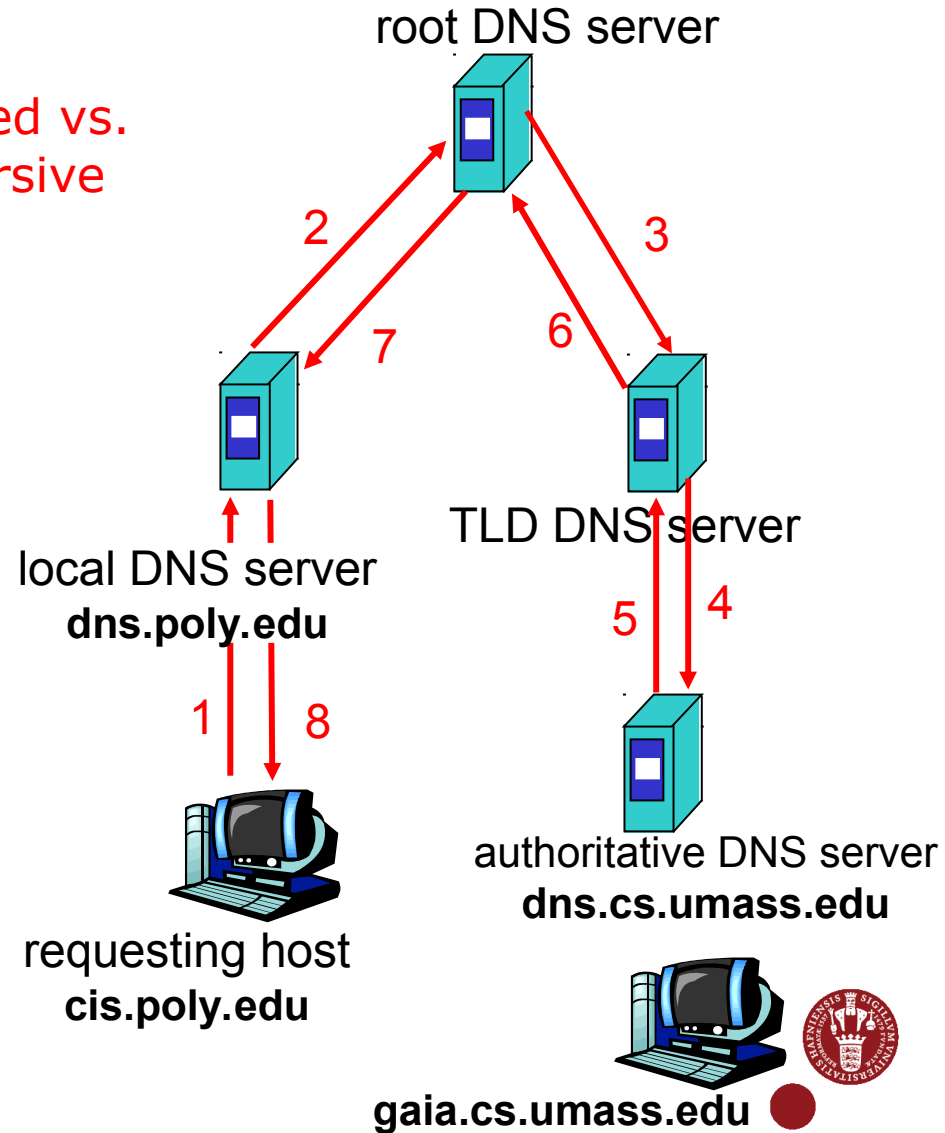 root DNS server
ed vs.
rsive
2
3
7
6
TLD DNS server
local DNS server
dns.poly.edu
5
4
1
8
authoritative DNS server
dns.cs.umass.edu
requesting host
cis.poly.edu
gaia.cs.umass.edu